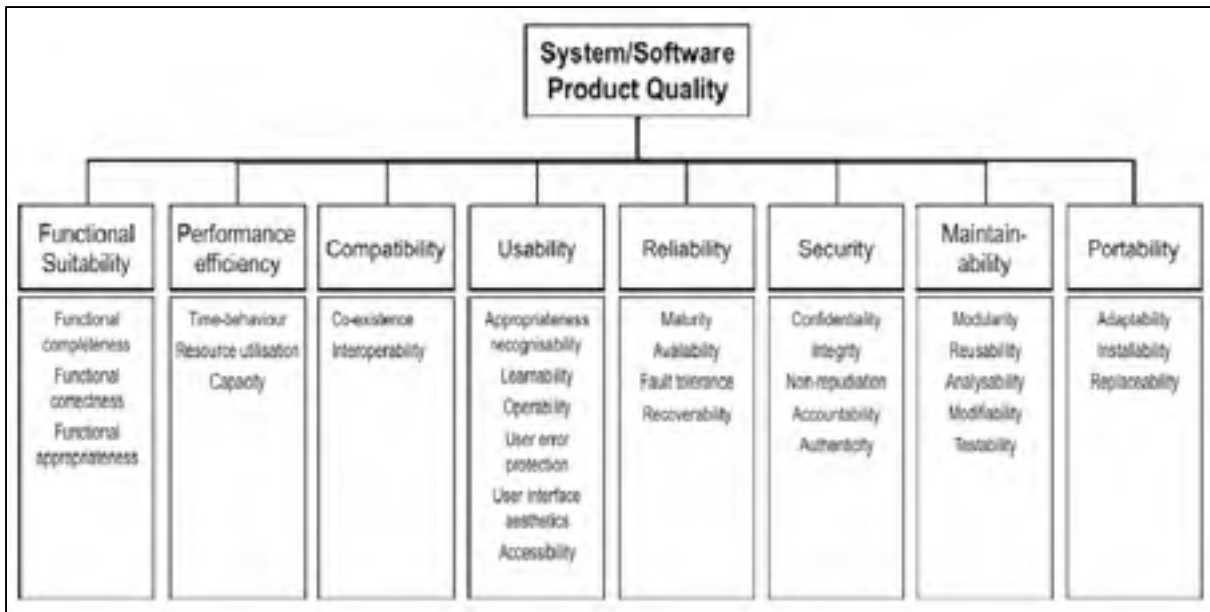 System/Software
Product Quality
Functional
Suitability
Performance
efficiency
Compatibility
Usability
Reliability
Security
Maintain-
ability
Portability
Functional
completeness
Functional
correctness
Functional
appropriateness
Time-behaviour
Resource utilisation
Capacity
Co-existence
Interoperability
Appropriateness
recognisability
Learnability
Operability
User error
protection
User interface
aesthetics
Accessibility
Maturity
Availability
Fault tolerance
Recoverability
Confidentiality
Integrity
Non-repudiation
Accountability
Authenticity
Modularity
Reusability
Analysability
Modifiability
Testability
Adaptability
Installability
Replaceability